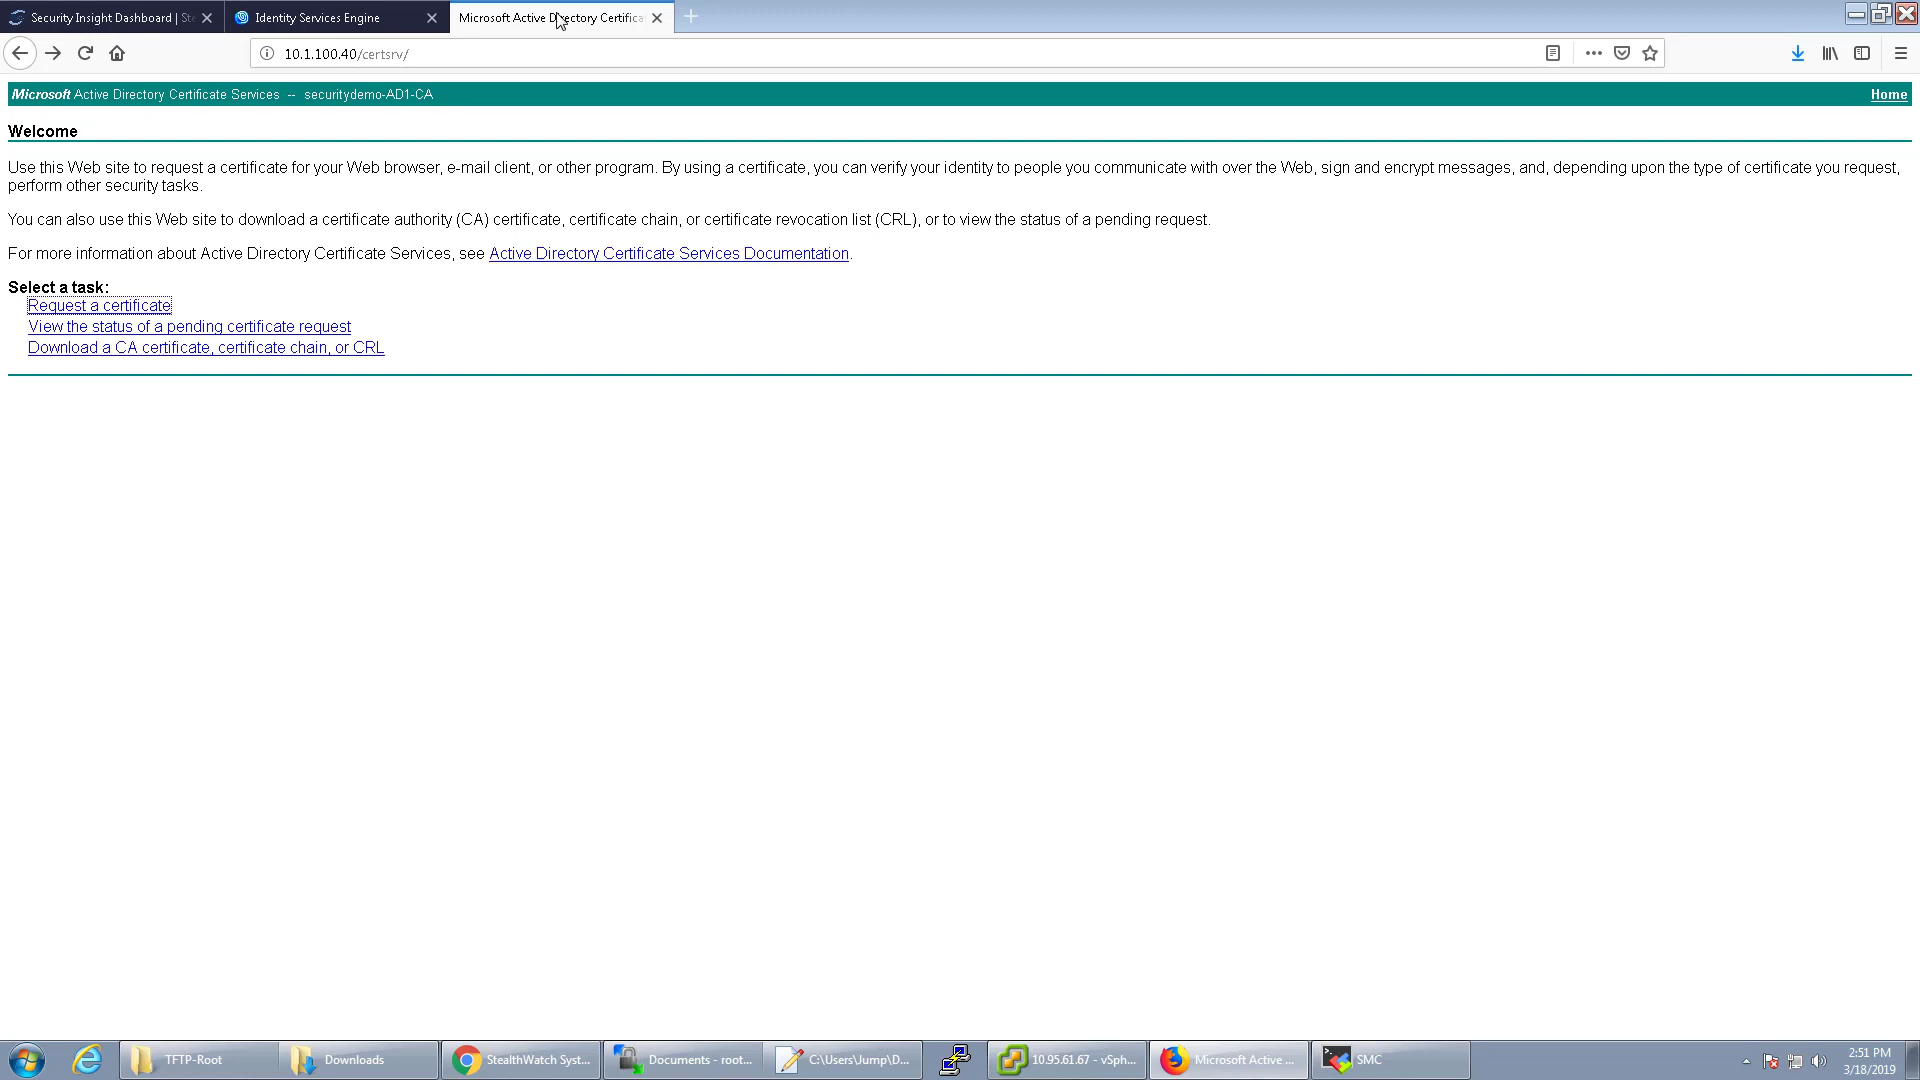 Security Insight Dashboard | Ste
Identity Services Engine
Microsoft Active Directory Certifica
10.1.100.40/certsrv/
Microsoft Active Directory Certificate Services -- securitydemo-AD1-CA
Home
Welcome
Use this Web site to request a certificate for your Web browser, e-mail client, or other program. By using a certificate, you can verify your identity to people you communicate with over the Web, sign and encrypt messages, and, depending upon the type of certificate you request,
perform other security tasks.
You can also use this Web site to download a certificate authority (CA) certificate, certificate chain, or certificate revocation list (CRL), or to view the status of a pending request.
For more information about Active Directory Certificate Services, see Active Directory Certificate Services Documentation.
Select a task:
Request a certificate
View the status of a pending certificate request
Download a CA certificate, certificate chain, or CRL
TFTP-Root
Downloads
StealthWatch Syst...
Documents - root...
C:\Users\Jump\D...
10.95.61.67 - vSph...
Microsoft Active ...
SMC
2:51 PM
3/18/2019